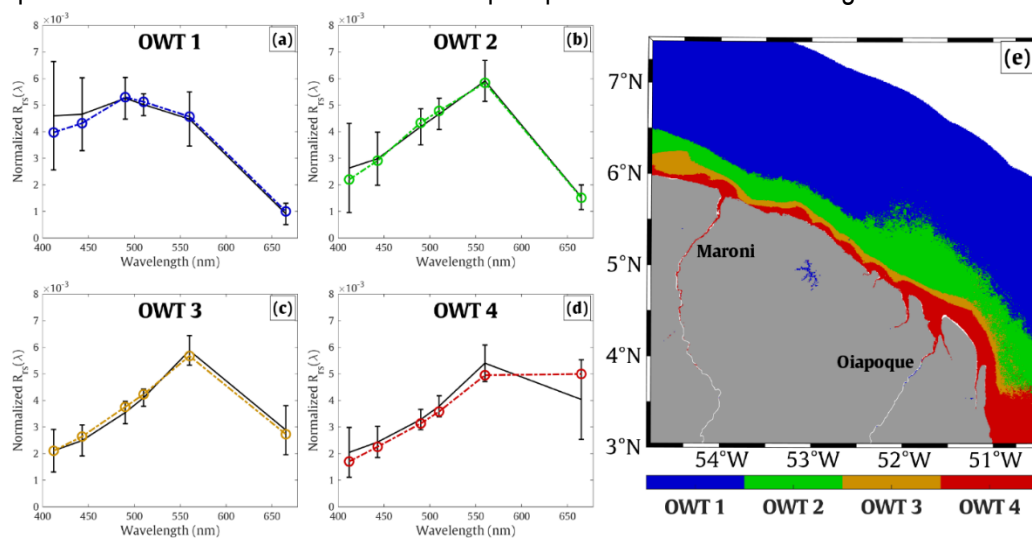 ×10⁻³
OWT 1
(a)
Normalized Rrs(λ)
8
7
6
5
4
3
2
1
0
400 450 500 550 600 650
Wavelength (nm)
×10⁻³
OWT 2
(b)
Normalized Rrs(λ)
8
7
6
5
4
3
2
1
0
400 450 500 550 600 650
Wavelength (nm)
×10⁻³
OWT 3
(c)
Normalized Rrs(λ)
8
7
6
5
4
3
2
1
0
400 450 500 550 600 650
Wavelength (nm)
×10⁻³
OWT 4
(d)
Normalized Rrs(λ)
8
7
6
5
4
3
2
1
0
400 450 500 550 600 650
Wavelength (nm)
(e)
7°N
6°N
5°N
4°N
3°N
Maroni
Oiapoque
54°W 53°W 52°W 51°W
OWT 1 OWT 2 OWT 3 OWT 4